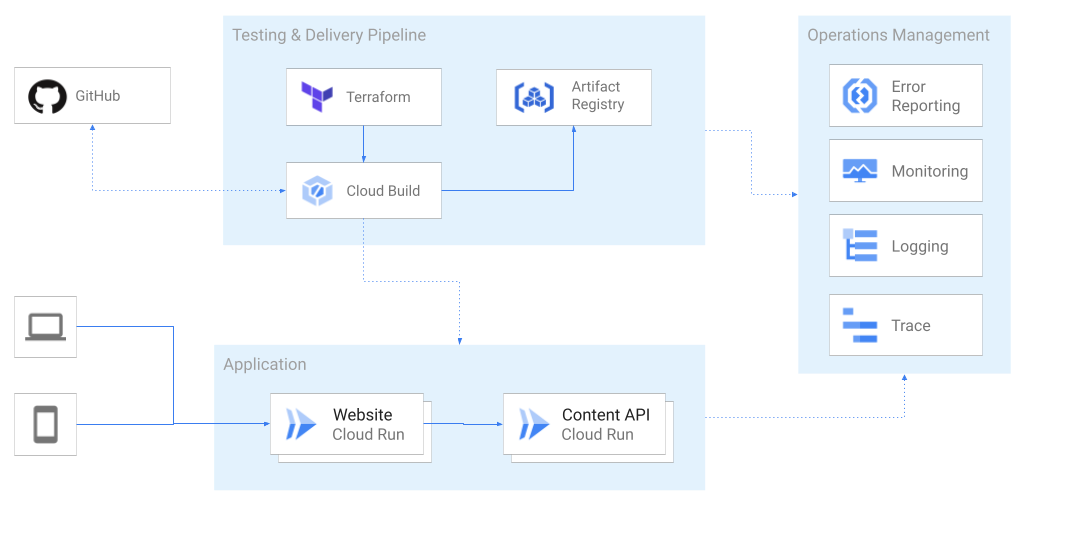 Testing & Delivery Pipeline
Operations Management
GitHub
Terraform
Artifact
Registry
Cloud Build
Error
Reporting
Monitoring
Logging
Trace
Application
Website
Cloud Run
Content API
Cloud Run